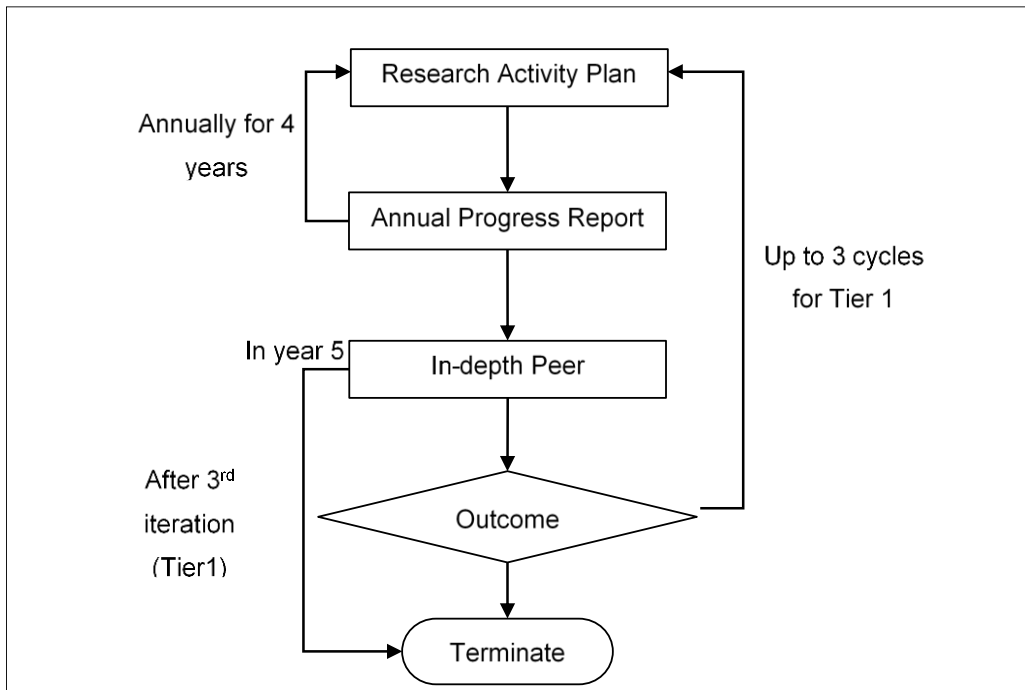 Research Activity Plan
Annually for 4
years
Annual Progress Report
Up to 3 cycles
for Tier 1
In year 5
In-depth Peer
After 3rd
iteration
(Tier1)
Outcome
Terminate